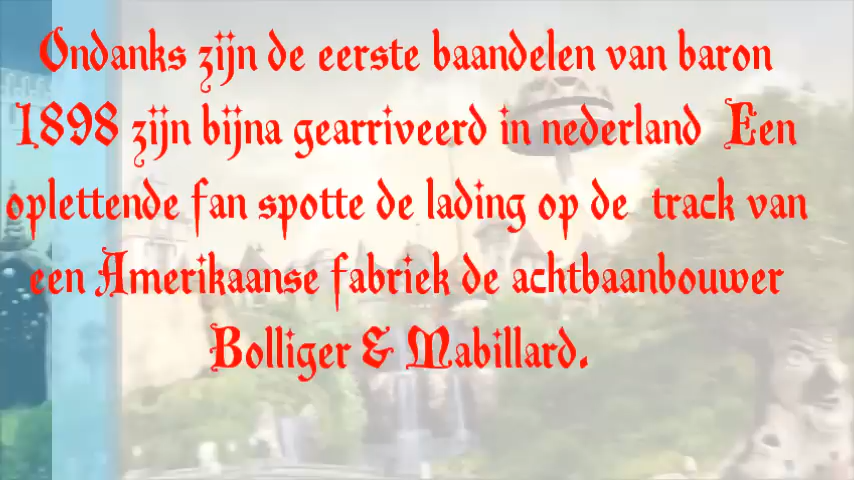 Ondanks zijn de eerste baandelen van baron
1898 zijn bijna gearriveerd in nederland Een
oplettende fan spotte de lading op de track van
een Amerikaanse fabriek de achtbaanbouwer
Bolliger & Mabillard.